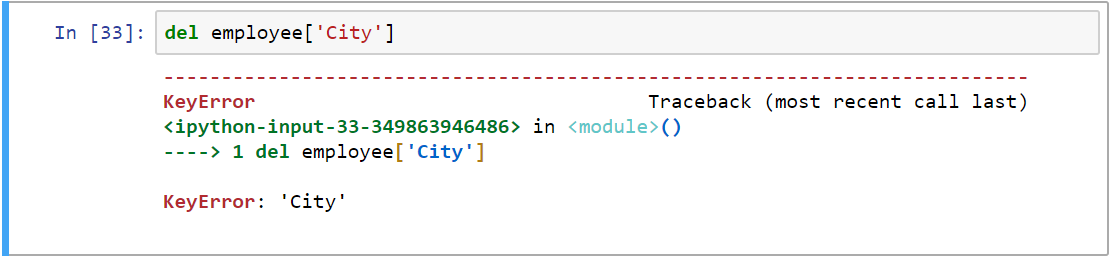 In [33]: del employee['City']
---------------------------------------------------------------------------
KeyError                                  Traceback (most recent call last)
<ipython-input-33-349863946486> in <module>()
----> 1 del employee['City']
KeyError: 'City'